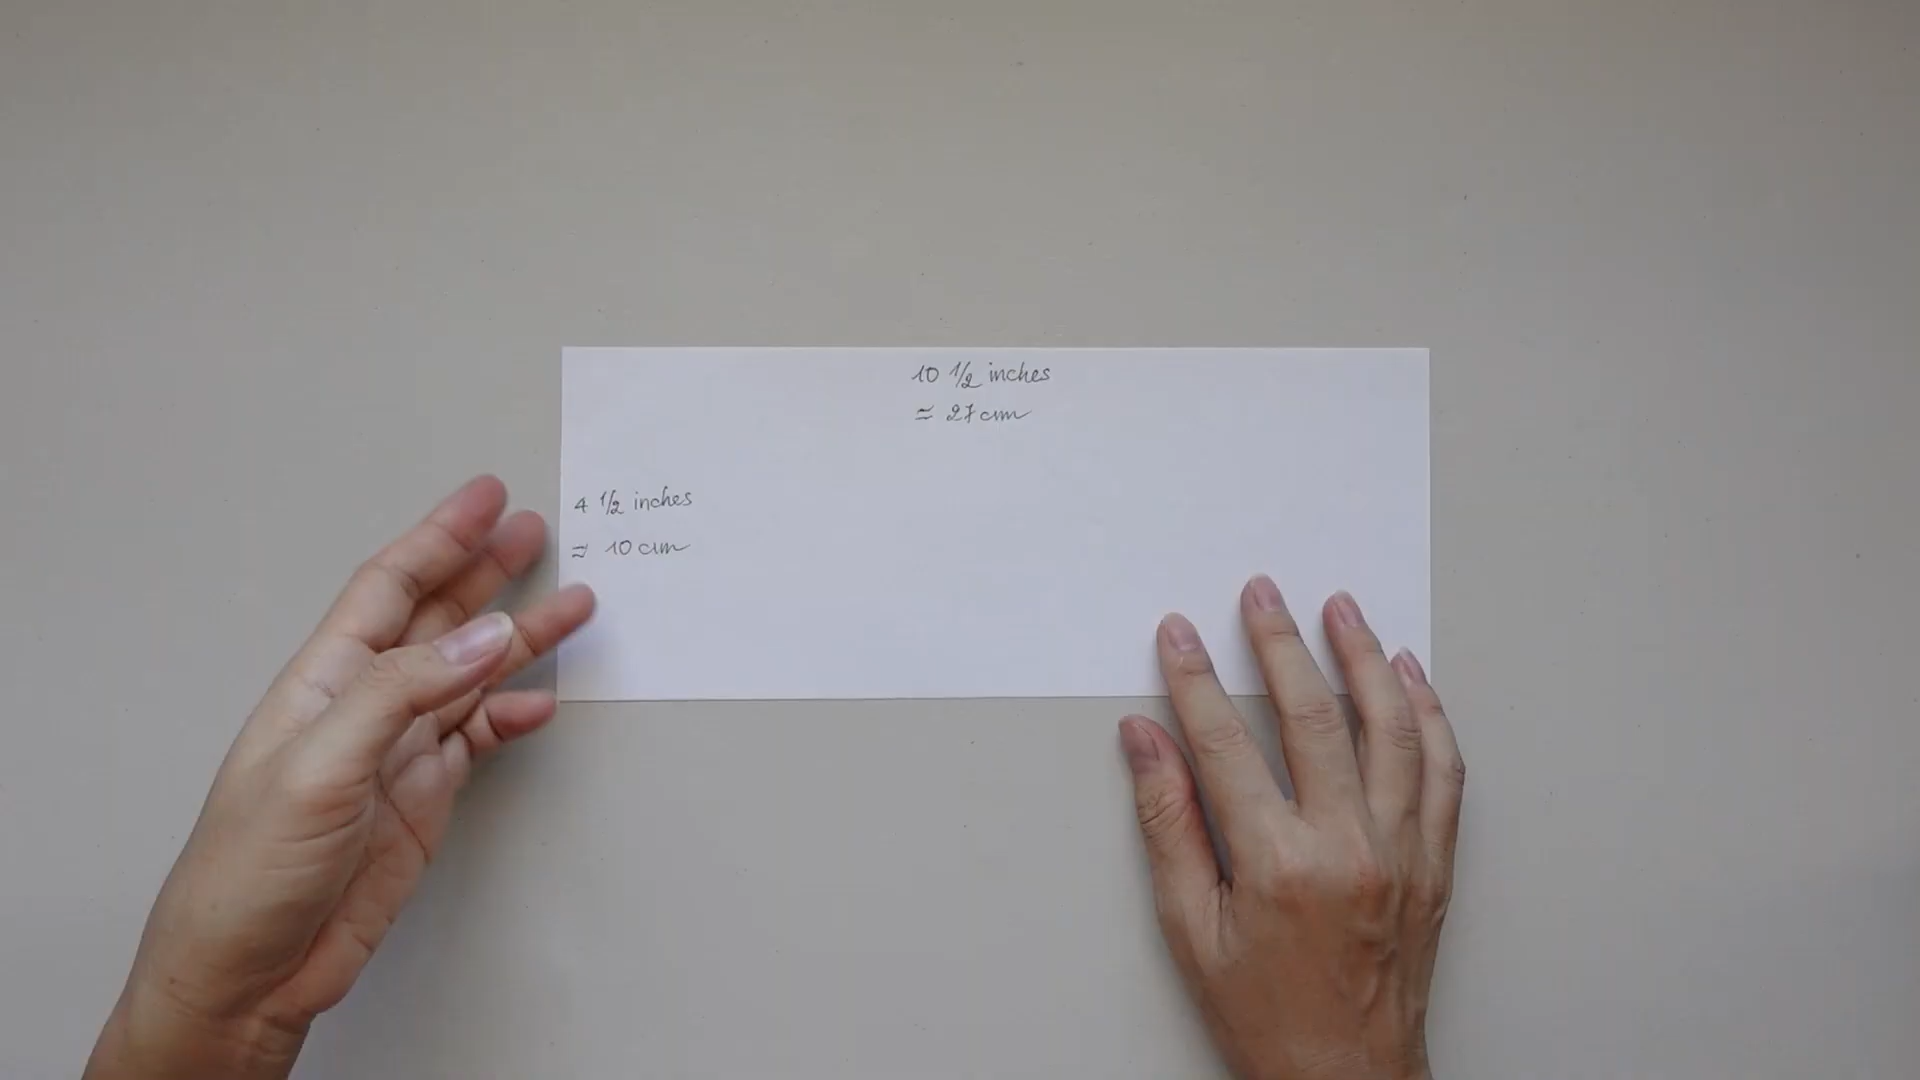 10 1/2 inches
≈ 27 cm
4 1/2 inches
≈ 10 cm